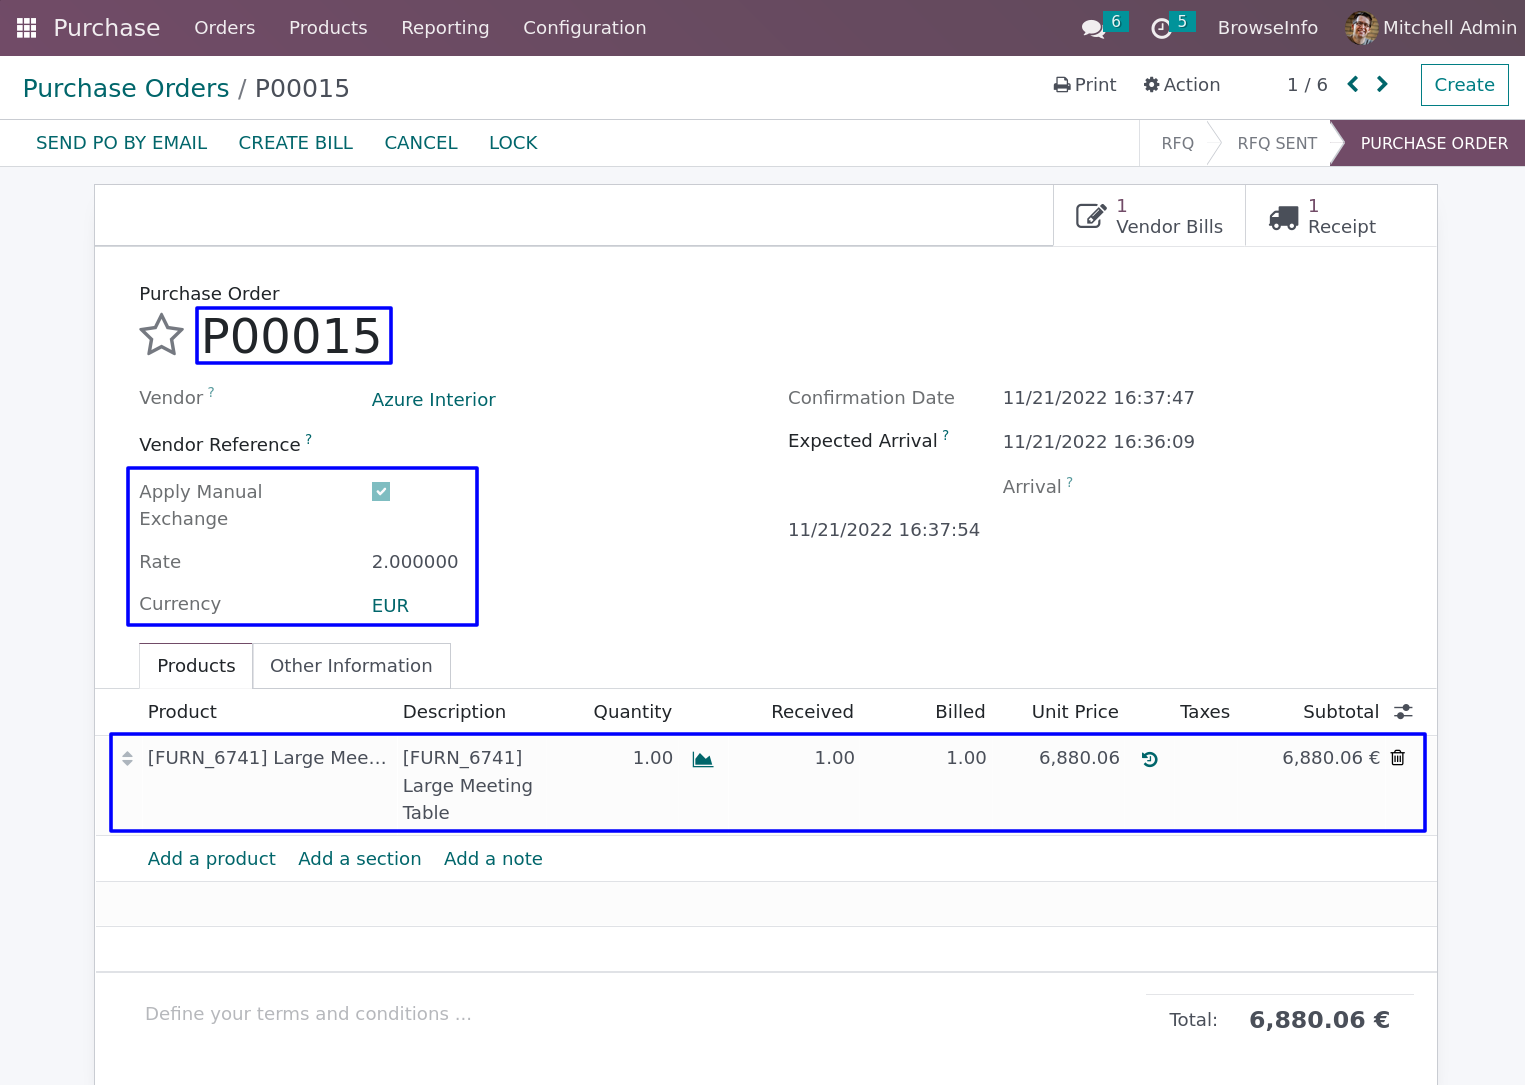 Purchase Orders Products Reporting Configuration 6 5 BrowseInfo Mitchell Admin
Purchase Orders / P00015 Print Action 1 / 6 Create
SEND PO BY EMAIL CREATE BILL CANCEL LOCK RFQ RFQ SENT PURCHASE ORDER
1 Vendor Bills 1 Receipt
Purchase Order
P00015
Vendor ? Azure Interior Confirmation Date 11/21/2022 16:37:47
Vendor Reference ? Expected Arrival ? 11/21/2022 16:36:09
Apply Manual Exchange Arrival ?
11/21/2022 16:37:54
Rate 2.000000
Currency EUR
Products Other Information
Product Description Quantity Received Billed Unit Price Taxes Subtotal
[FURN_6741] Large Mee... [FURN_6741] 1.00 1.00 1.00 6,880.06 6,880.06 €
Large Meeting
Table
Add a product Add a section Add a note
Define your terms and conditions ... Total: 6,880.06 €